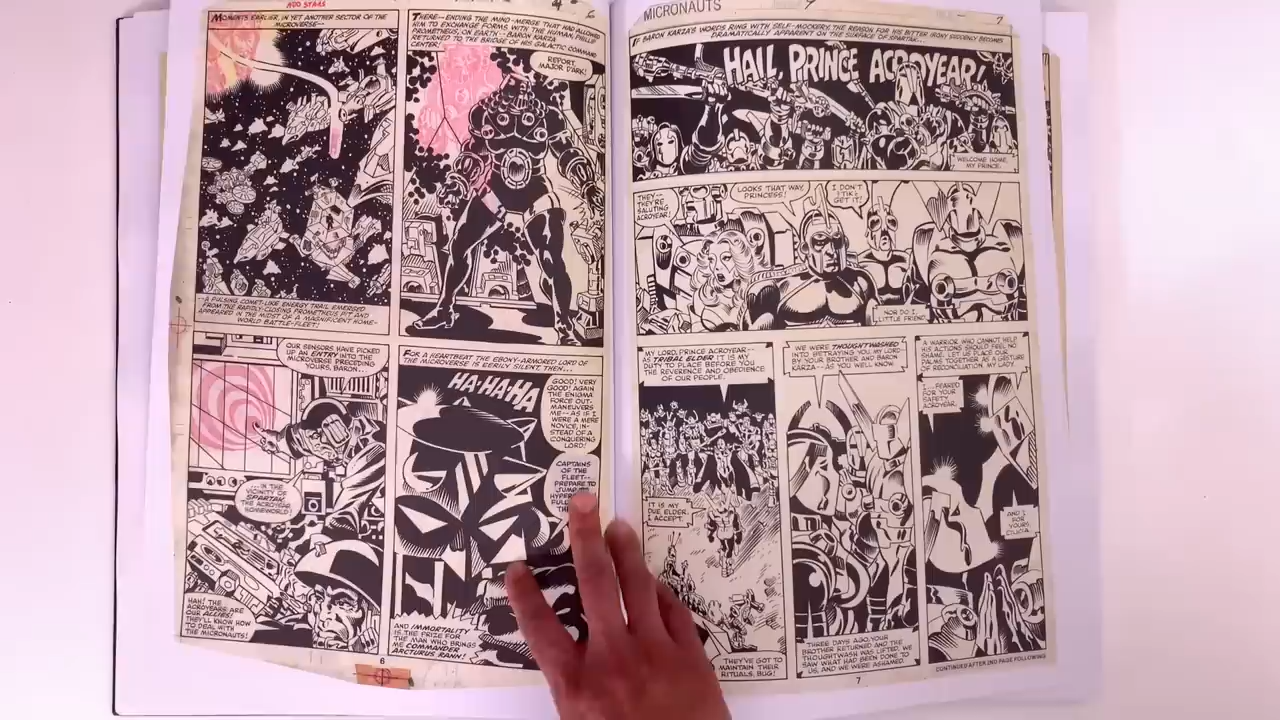 ADD STARS
4
6
MOMENTS EARLIER, IN YET ANOTHER SECTOR OF THE
MICROVERSE--
--A PULSING COMET-LIKE ENERGY TRAIL EMERGED
FROM THE RAPIDLY-CLOSING PROMETHEUS PIT AND
APPEARED IN THE MIDST OF A MAGNIFICENT HOME-
WORLD BATTLE-FLEET!
THERE--ENDING THE MIND-MERGE THAT HAD ALLOWED
HIM TO EXCHANGE FORMS WITH THE HUMAN, PHILIP
PROMETHEUS, ON EARTH--BARON KARZA
RETURNED TO THE BRIDGE OF HIS GALACTIC COMMAND
CENTER!
REPORT,
MAJOR DARK!
OUR SENSORS HAVE PICKED
UP AN ENTRY INTO THE
MICROVERSE PRECEDING
YOURS, BARON...
...IN THE
VICINITY OF
SPARTAK,
THE ACROYEAR
HOMEWORLD!
HAH! THE
ACROYEARS ARE
OUR ALLIES!
THEY'LL KNOW HOW
TO DEAL WITH
THE MICRONAUTS!
FOR A HEARTBEAT THE EBONY-ARMORED LORD OF
THE MICROVERSE IS EERILY SILENT, THEN...
HA-HA-HA
GOOD! VERY
GOOD! AGAIN
THE ENIGMA
FORCE OUT-
MANEUVERS
ME--AS IF I
WERE A MERE
NOVICE, IN-
STEAD OF A
CONQUERING
LORD!
CAPTAINS
OF THE
FLEET--
PREPARE TO
JUMP
AND IMMORTALITY
IS THE PRIZE FOR
THE MAN WHO BRINGS
ME COMMANDER
ARCTURUS RANN!
6
MICRONAUTS
9
7
IF BARON KARZA'S WORDS RING WITH SELF-MOCKERY, THE REASON FOR HIS BITTER IRONY SUDDENLY BECOMES
DRAMATICALLY APPARENT ON THE SURFACE OF SPARTAK...
HAIL, PRINCE ACROYEAR!
WELCOME HOME,
MY PRINCE.
THEY--
THEY'RE
SALUTING
ACROYEAR!
LOOKS THAT WAY,
PRINCESS!
I DON'T
*TIK*
GET IT!
NOR DO I,
LITTLE FRIEND.
MY LORD, PRINCE ACROYEAR--
AS TRIBAL ELDER IT IS MY
DUTY TO PLACE BEFORE YOU
THE REVERENCE AND OBEDIENCE
OF OUR PEOPLE.
IT IS MY
DUE, ELDER.
I ACCEPT.
THEY'VE GOT TO
MAINTAIN THEIR
RITUALS, BUG!
WE WERE THOUGHTWASHED
INTO BETRAYING YOU, MY LORD--
BY YOUR BROTHER AND BARON
KARZA--AS YOU WELL KNOW.
THREE DAYS AGO, YOUR
BROTHER RETURNED AND THE
THOUGHTWASH WAS LIFTED, WE
SAW WHAT HAD BEEN DONE TO
US, AND WE WERE ASHAMED.
A WARRIOR WHO CANNOT HELP
HIS ACTIONS SHOULD FEEL NO
SHAME. LET US PLACE OUR
PALMS TOGETHER AS A GESTURE
OF RECONCILIATION, MY LADY.
I...FEARED
FOR YOUR
SAFETY,
ACROYEAR.
AND I
FOR
YOURS,
CILICIA.
7
CONTINUED AFTER 2ND PAGE FOLLOWING